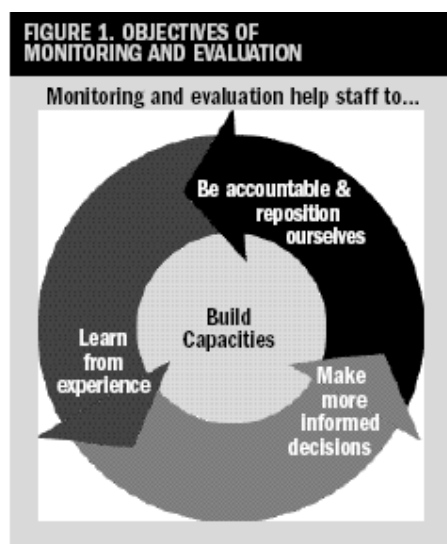 FIGURE 1. OBJECTIVES OF
MONITORING AND EVALUATION
Monitoring and evaluation help staff to...
Be accountable &
reposition
ourselves
Build
Capacities
Learn
from
experience
Make
more
informed
decisions